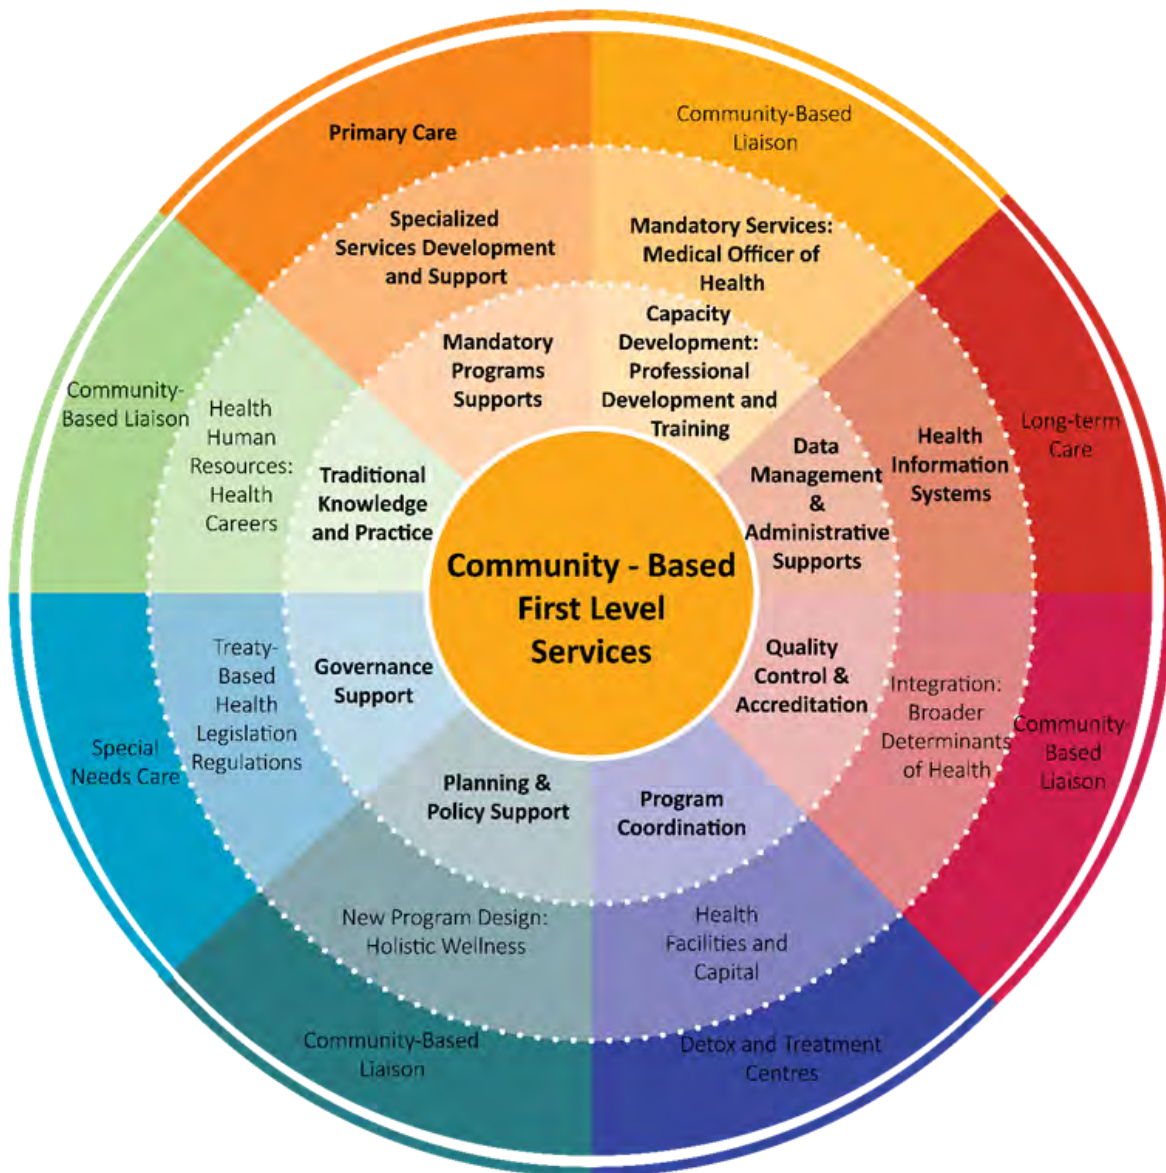 Primary Care
Community-Based
Liaison
Specialized
Services Development
and Support
Mandatory Services:
Medical Officer of
Health
Mandatory
Programs
Supports
Capacity
Development:
Professional
Development and
Training
Community-
Based Liaison
Health
Human
Resources:
Health
Careers
Traditional
Knowledge
and Practice
Data
Management
&
Administrative
Supports
Health
Information
Systems
Long-term
Care
Community - Based
First Level
Services
Special
Needs Care
Treaty-
Based
Health
Legislation
Regulations
Governance
Support
Quality
Control &
Accreditation
Integration:
Broader
Determinants
of Health
Community-
Based
Liaison
Planning &
Policy Support
Program
Coordination
New Program Design:
Holistic Wellness
Health
Facilities and
Capital
Community-Based
Liaison
Detox and Treatment
Centres